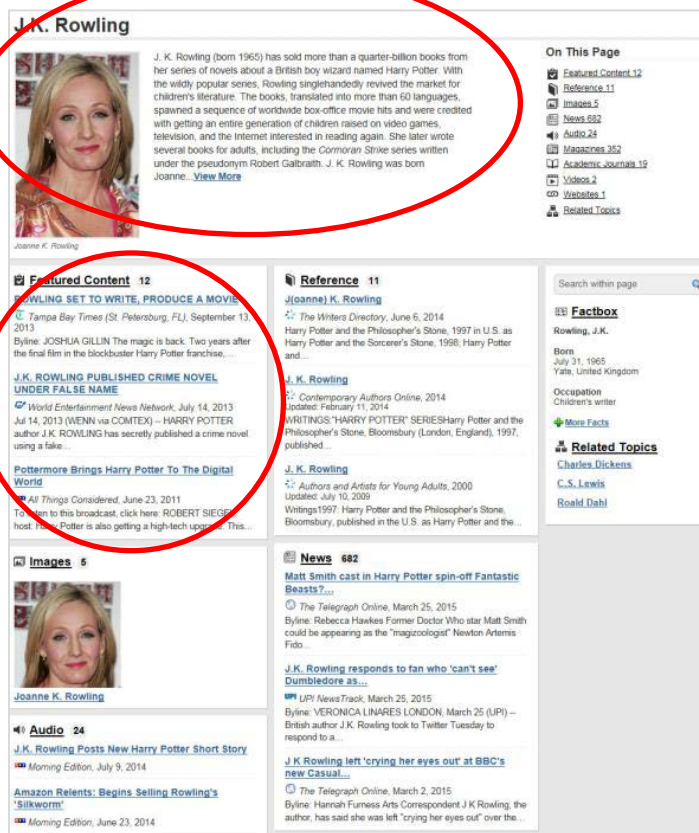 J.K. Rowling
J. K. Rowling (born 1965) has sold more than a quarter-billion books from
her series of novels about a British boy wizard named Harry Potter. With
the wildly popular series, Rowling singlehandedly revived the market for
children's literature. The books, translated into more than 60 languages,
spawned a sequence of worldwide box-office movie hits and were credited
with getting an entire generation of children raised on video games,
television, and the Internet interested in reading again. She later wrote
several books for adults, including the Cormoran Strike series written
under the pseudonym Robert Galbraith. J. K. Rowling was born
Joanne...View More
Joanne K. Rowling
On This Page
Featured Content 12
Reference 11
Images 5
News 682
Audio 24
Magazines 352
Academic Journals 19
Videos 2
Websites 1
Related Topics
Featured Content 12
ROWLING SET TO WRITE, PRODUCE A MOVIE
Tampa Bay Times (St. Petersburg, FL), September 13,
2013
Byline: JOSHUA GILLIN The magic is back. Two years after
the final film in the blockbuster Harry Potter franchise,...
J.K. ROWLING PUBLISHED CRIME NOVEL
UNDER FALSE NAME
World Entertainment News Network, July 14, 2013
Jul 14, 2013 (WENN via COMTEX) -- HARRY POTTER
author J.K. ROWLING has secretly published a crime novel
using a fake...
Pottermore Brings Harry Potter To The Digital
World
All Things Considered, June 23, 2011
To listen to this broadcast, click here: ROBERT SIEGEL,
host: Harry Potter is also getting a high-tech upgrade. This...
Images 5
Joanne K. Rowling
Audio 24
J.K. Rowling Posts New Harry Potter Short Story
Morning Edition, July 9, 2014
Amazon Relents: Begins Selling Rowling's
'Silkworm'
Morning Edition, June 23, 2014
Reference 11
J(oanne) K. Rowling
The Writers Directory, June 6, 2014
Harry Potter and the Philosopher's Stone, 1997 in U.S. as
Harry Potter and the Sorcerer's Stone, 1998; Harry Potter
and...
J. K. Rowling
Contemporary Authors Online, 2014
Updated: February 11, 2014
WRITINGS:"HARRY POTTER" SERIESHarry Potter and the
Philosopher's Stone, Bloomsbury (London, England), 1997,
published...
J. K. Rowling
Authors and Artists for Young Adults, 2000
Updated: July 10, 2009
Writings1997: Harry Potter and the Philosopher's Stone,
Bloomsbury, published in the U.S. as Harry Potter and the...
News 682
Matt Smith cast in Harry Potter spin-off Fantastic
Beasts?...
The Telegraph Online, March 25, 2015
Byline: Rebecca Hawkes Former Doctor Who star Matt Smith
could be appearing as the "magizoologist" Newton Artemis
Fido...
J.K. Rowling responds to fan who 'can't see'
Dumbledore as...
UPI NewsTrack, March 25, 2015
Byline: VERONICA LINARES LONDON, March 25 (UPI) --
British author J.K. Rowling took to Twitter Tuesday to
respond to a...
J K Rowling left 'crying her eyes out' at BBC's
new Casual...
The Telegraph Online, March 2, 2015
Byline: Hannah Furness Arts Correspondent J K Rowling, the
author, has said she was left "crying her eyes out" over the...
Search within page
Factbox
Rowling, J.K.
Born
July 31, 1965
Yate, United Kingdom
Occupation
Children's writer
More Facts
Related Topics
Charles Dickens
C.S. Lewis
Roald Dahl